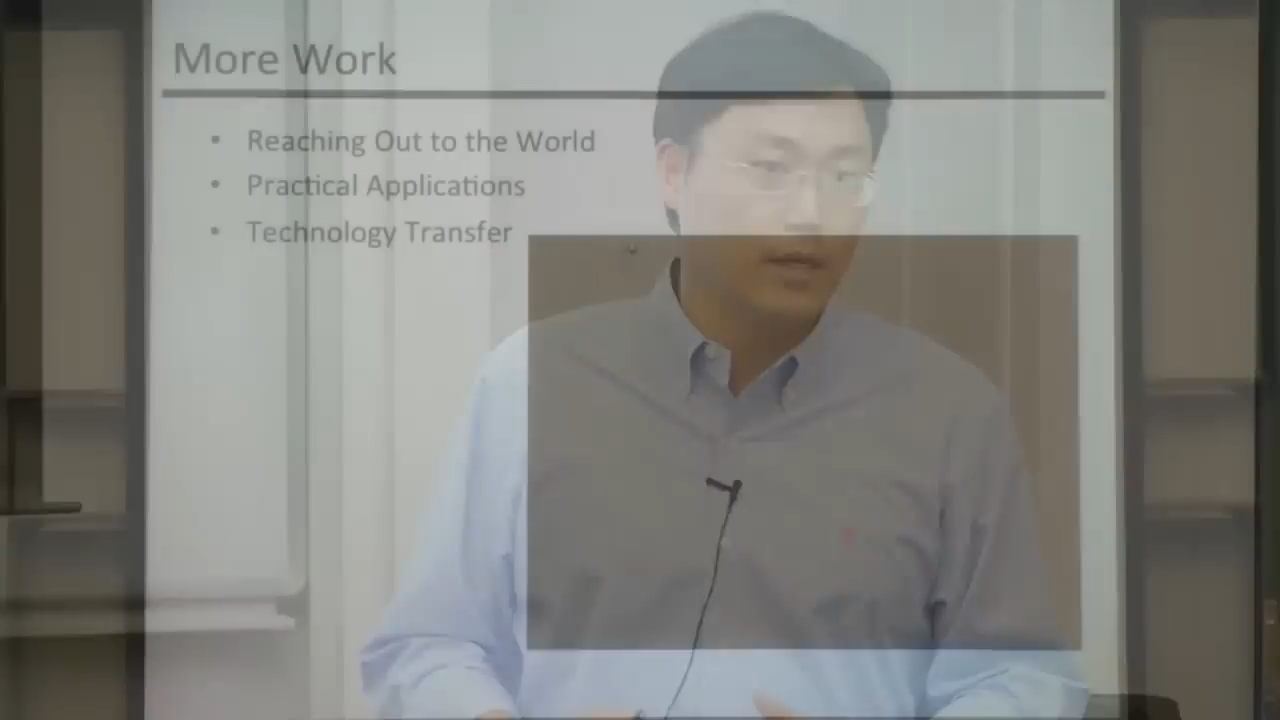 More Work
• Reaching Out to the World
• Practical Applications
• Technology Transfer